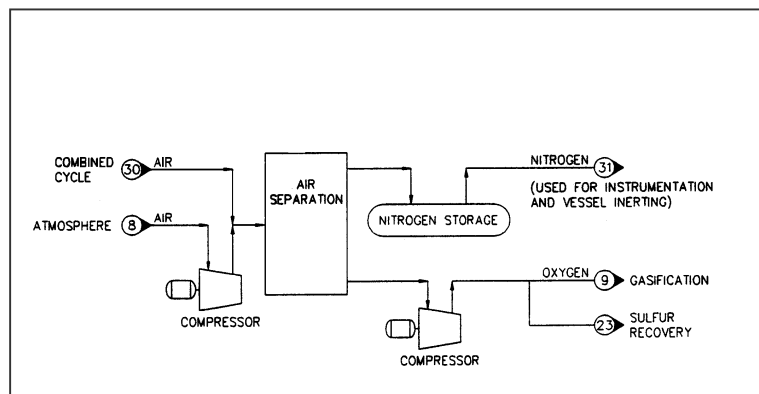 COMBINED
CYCLE
30
AIR
ATMOSPHERE
8
AIR
COMPRESSOR
AIR
SEPARATION
NITROGEN STORAGE
NITROGEN
31
(USED FOR INSTRUMENTATION
AND VESSEL INERTING)
COMPRESSOR
OXYGEN
9
GASIFICATION
23
SULFUR
RECOVERY